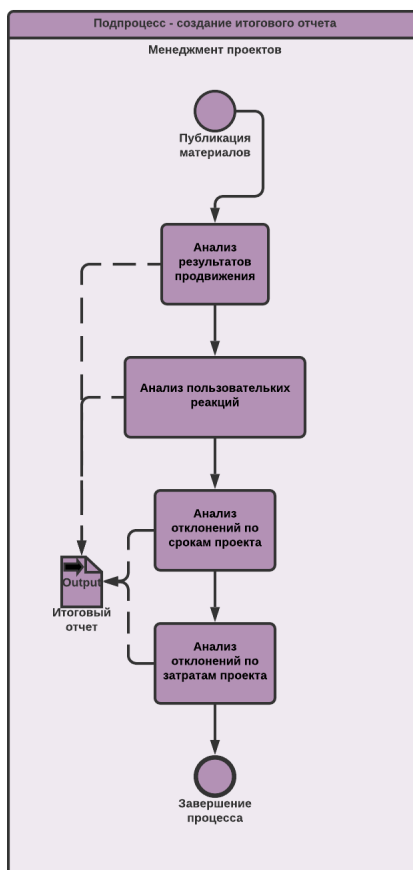 Подпроцесс - создание итогового отчета
Менеджмент проектов
Публикация
материалов
Анализ
результатов
продвижения
Анализ пользовательких
реакций
Анализ
отклонений по
срокам проекта
Output
Итоговый
отчет
Анализ
отклонений по
затратам проекта
Завершение
процесса